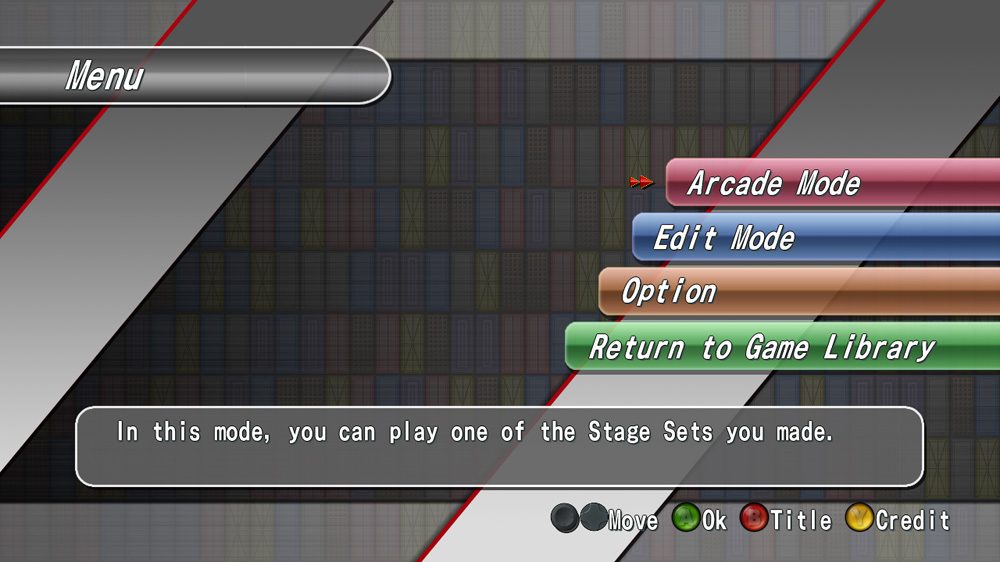 Menu
Arcade Mode
Edit Mode
Option
Return to Game Library
In this mode, you can play one of the Stage Sets you made.
Move A Ok B Title Y Credit